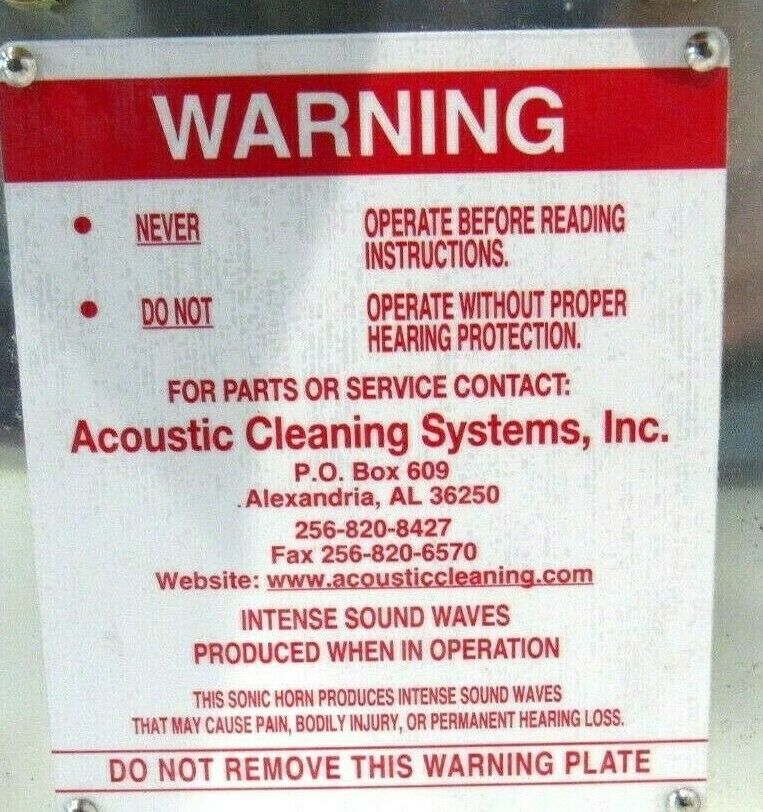 WARNING
• NEVER OPERATE BEFORE READING
INSTRUCTIONS.
• DO NOT OPERATE WITHOUT PROPER
HEARING PROTECTION.
FOR PARTS OR SERVICE CONTACT:
Acoustic Cleaning Systems, Inc.
P.O. Box 609
Alexandria, AL 36250
256-820-8427
Fax 256-820-6570
Website: www.acousticcleaning.com
INTENSE SOUND WAVES
PRODUCED WHEN IN OPERATION
THIS SONIC HORN PRODUCES INTENSE SOUND WAVES
THAT MAY CAUSE PAIN, BODILY INJURY, OR PERMANENT HEARING LOSS.
DO NOT REMOVE THIS WARNING PLATE